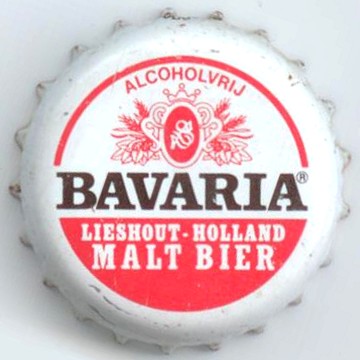 ALCOHOLVRIJ
BAVARIA®
LIESHOUT-HOLLAND
MALT BIER